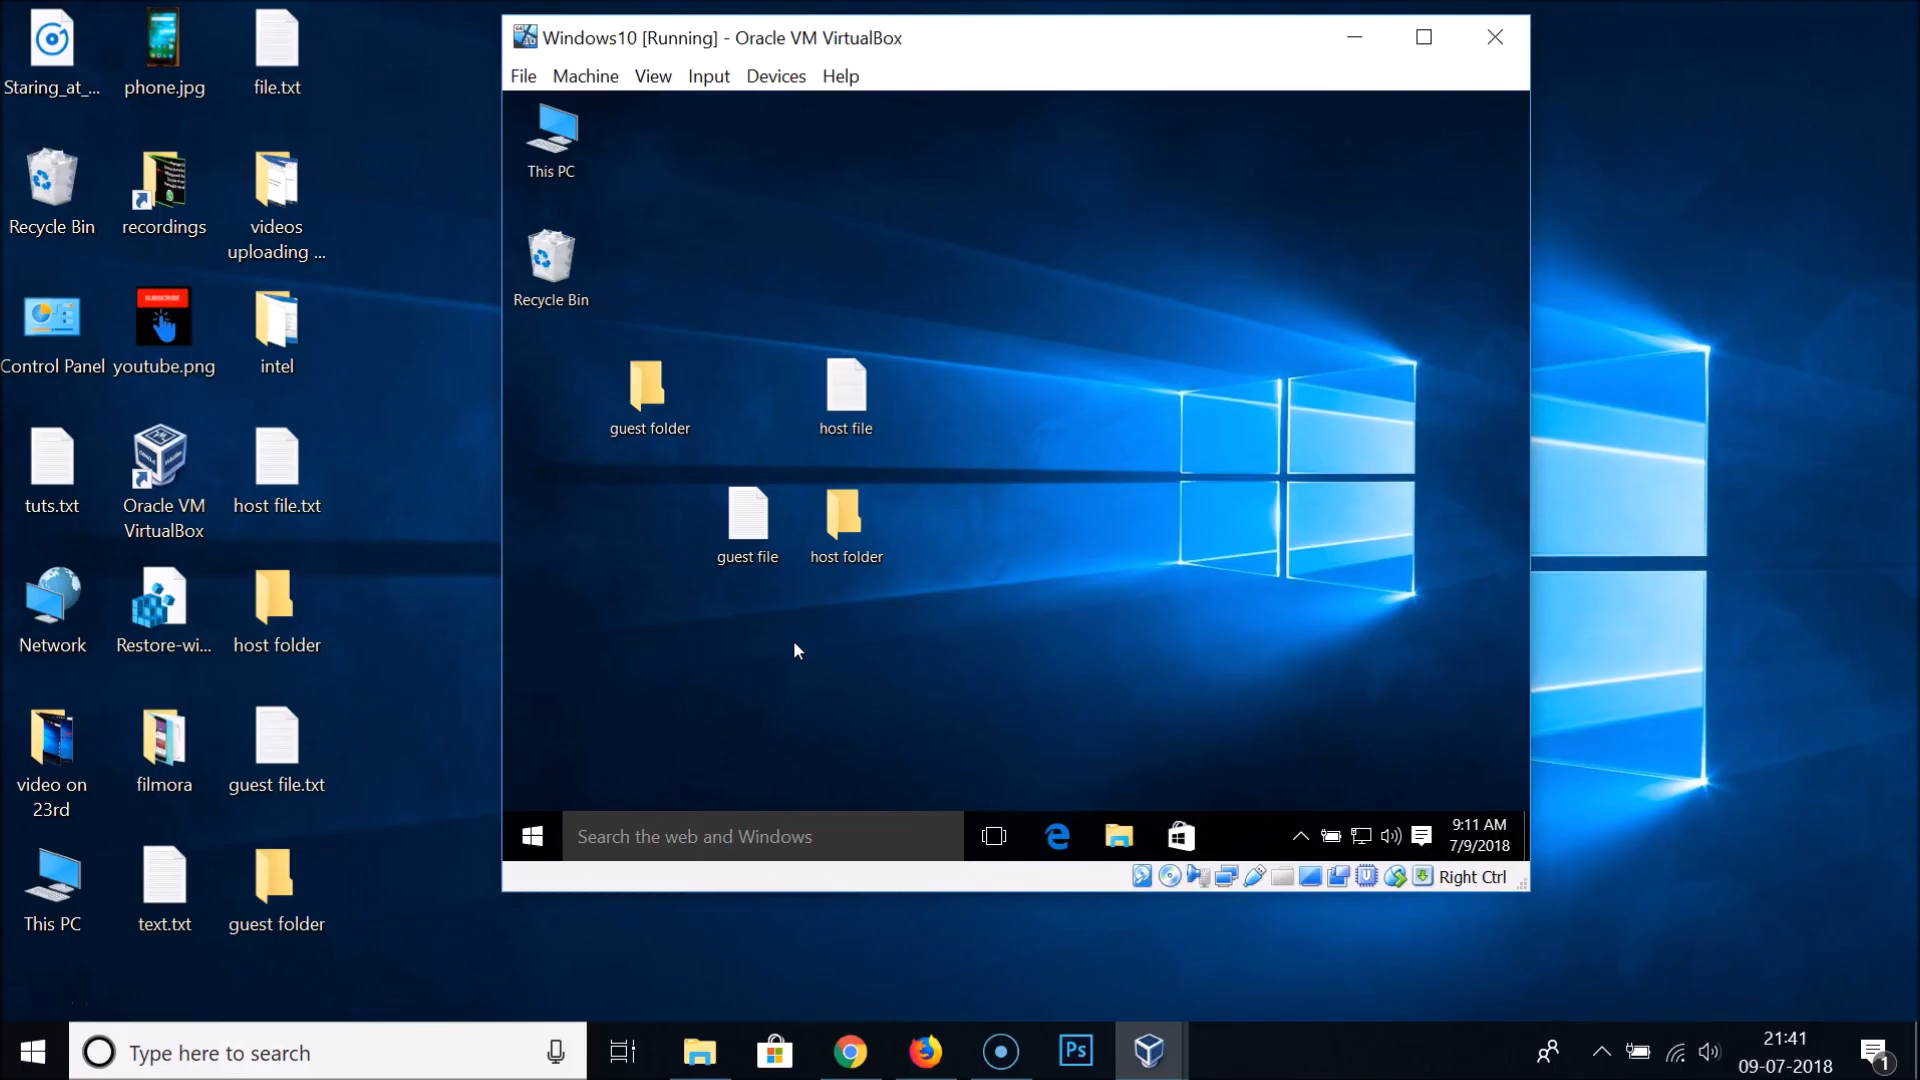 Staring_at_...
phone.jpg
file.txt
Recycle Bin
recordings
videos
uploading ...
SUBSCRIBE
Control Panel
youtube.png
intel
tuts.txt
Oracle VM
VirtualBox
host file.txt
Network
Restore-wi...
host folder
video on
23rd
filmora
guest file.txt
This PC
text.txt
guest folder
Windows10 [Running] - Oracle VM VirtualBox
File Machine View Input Devices Help
This PC
Recycle Bin
guest folder
host file
guest file
host folder
Search the web and Windows
9:11 AM
7/9/2018
Right Ctrl
Type here to search
Ps
21:41
09-07-2018
1